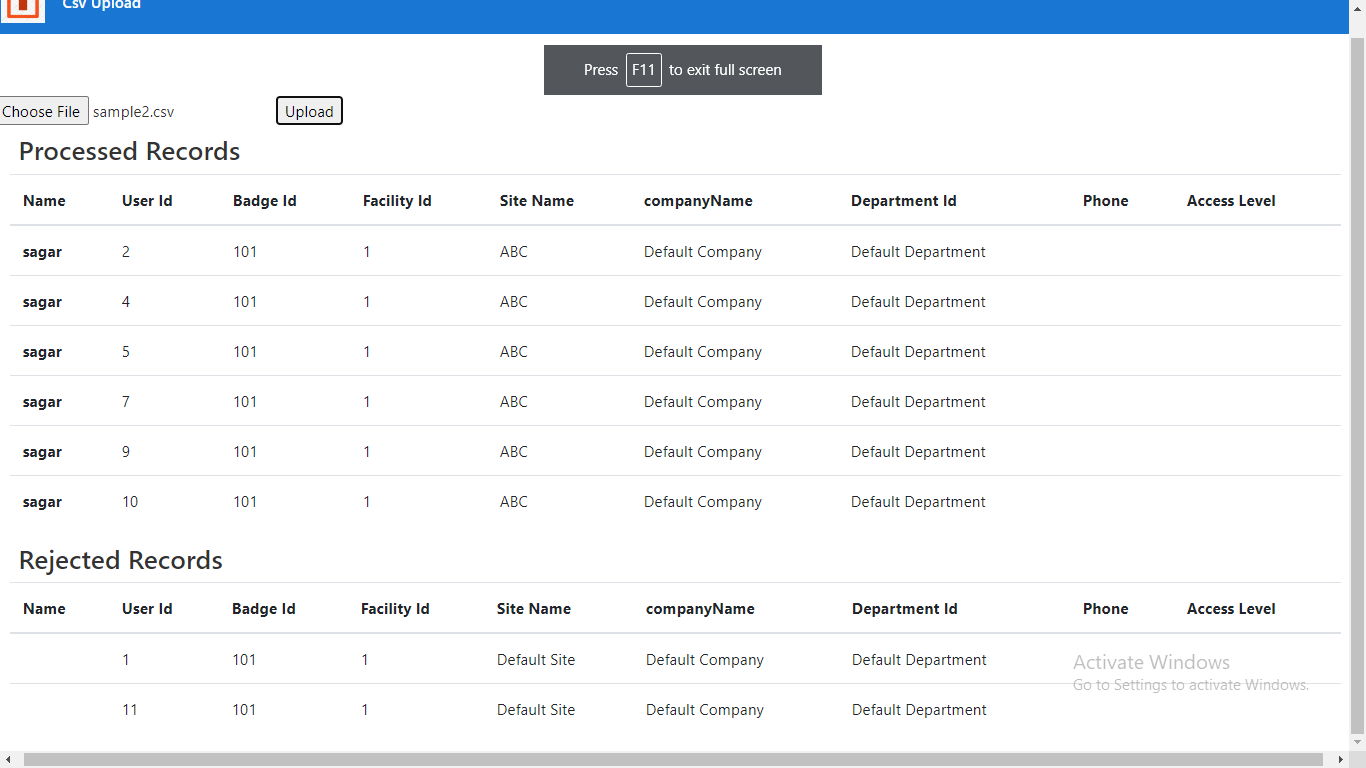 Csv Upload
Press F11 to exit full screen
Choose File sample2.csv Upload
Processed Records
Name User Id Badge Id Facility Id Site Name companyName Department Id Phone Access Level
sagar 2 101 1 ABC Default Company Default Department
sagar 4 101 1 ABC Default Company Default Department
sagar 5 101 1 ABC Default Company Default Department
sagar 7 101 1 ABC Default Company Default Department
sagar 9 101 1 ABC Default Company Default Department
sagar 10 101 1 ABC Default Company Default Department
Rejected Records
Name User Id Badge Id Facility Id Site Name companyName Department Id Phone Access Level
1 101 1 Default Site Default Company Default Department
Activate Windows
Go to Settings to activate Windows.
11 101 1 Default Site Default Company Default Department